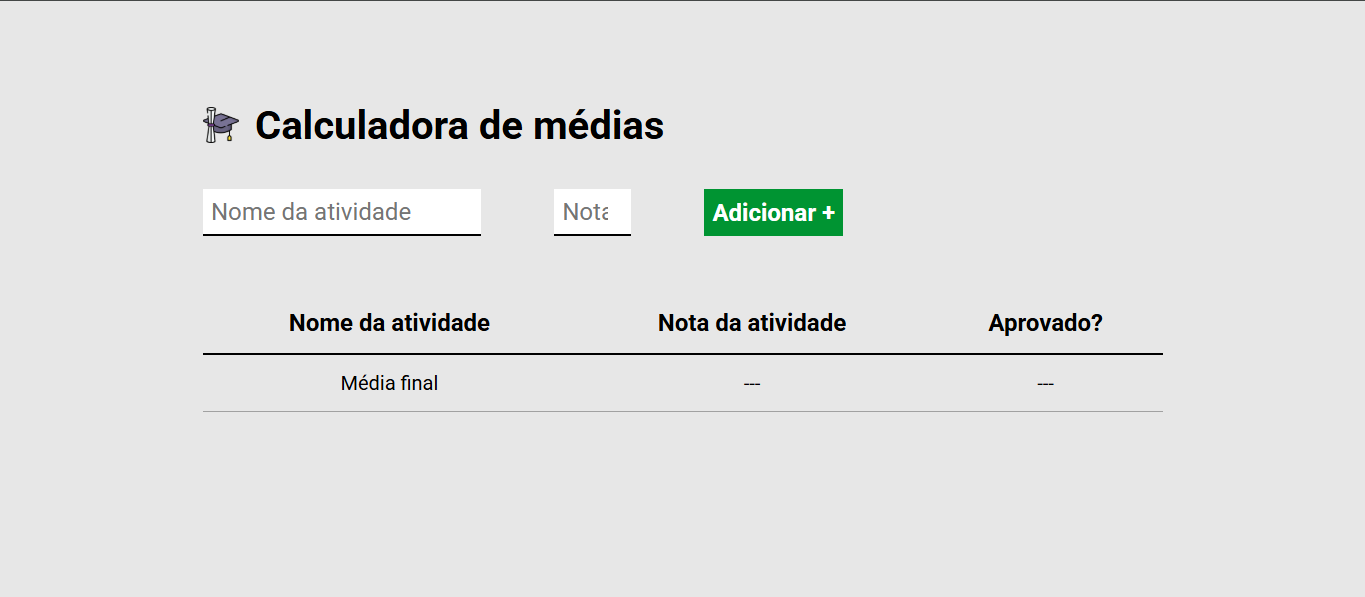 Calculadora de médias
Nome da atividade Nota Adicionar +
Nome da atividade Nota da atividade Aprovado?
Média final --- ---